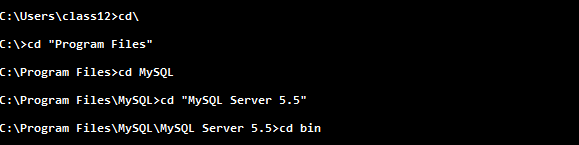 C:\Users\class12>cd\
C:\>cd "Program Files"
C:\Program Files>cd MySQL
C:\Program Files\MySQL>cd "MySQL Server 5.5"
C:\Program Files\MySQL\MySQL Server 5.5>cd bin